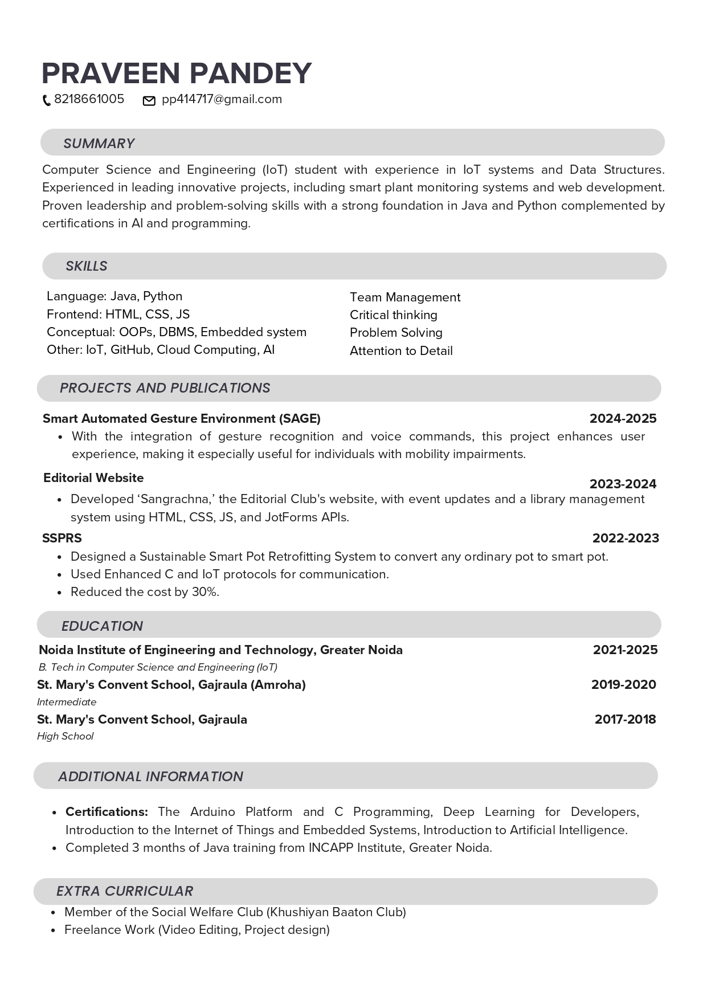 PRAVEEN PANDEY
8218661005 pp414717@gmail.com
SUMMARY
Computer Science and Engineering (IoT) student with experience in IoT systems and Data Structures.
Experienced in leading innovative projects, including smart plant monitoring systems and web development.
Proven leadership and problem-solving skills with a strong foundation in Java and Python complemented by
certifications in AI and programming.
SKILLS
Language: Java, Python
Frontend: HTML, CSS, JS
Conceptual: OOPs, DBMS, Embedded system
Other: IoT, GitHub, Cloud Computing, AI
Team Management
Critical thinking
Problem Solving
Attention to Detail
PROJECTS AND PUBLICATIONS
Smart Automated Gesture Environment (SAGE) 2024-2025
• With the integration of gesture recognition and voice commands, this project enhances user
experience, making it especially useful for individuals with mobility impairments.
Editorial Website 2023-2024
• Developed ‘Sangrachna,’ the Editorial Club's website, with event updates and a library management
system using HTML, CSS, JS, and JotForms APIs.
SSPRS 2022-2023
• Designed a Sustainable Smart Pot Retrofitting System to convert any ordinary pot to smart pot.
• Used Enhanced C and IoT protocols for communication.
• Reduced the cost by 30%.
EDUCATION
Noida Institute of Engineering and Technology, Greater Noida 2021-2025
B. Tech in Computer Science and Engineering (IoT)
St. Mary's Convent School, Gajraula (Amroha) 2019-2020
Intermediate
St. Mary's Convent School, Gajraula 2017-2018
High School
ADDITIONAL INFORMATION
• Certifications: The Arduino Platform and C Programming, Deep Learning for Developers,
Introduction to the Internet of Things and Embedded Systems, Introduction to Artificial Intelligence.
• Completed 3 months of Java training from INCAPP Institute, Greater Noida.
EXTRA CURRICULAR
• Member of the Social Welfare Club (Khushiyan Baaton Club)
• Freelance Work (Video Editing, Project design)